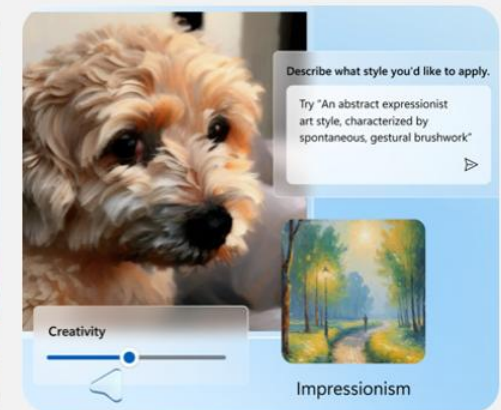 Describe what style you'd like to apply.
Try "An abstract expressionist
art style, characterized by
spontaneous, gestural brushwork"
Creativity
Impressionism